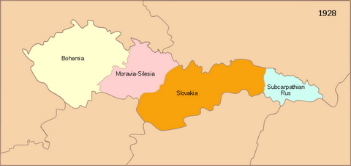 1928
Bohemia
Moravia-Silesia
Slovakia
Subcarpathian
Rus